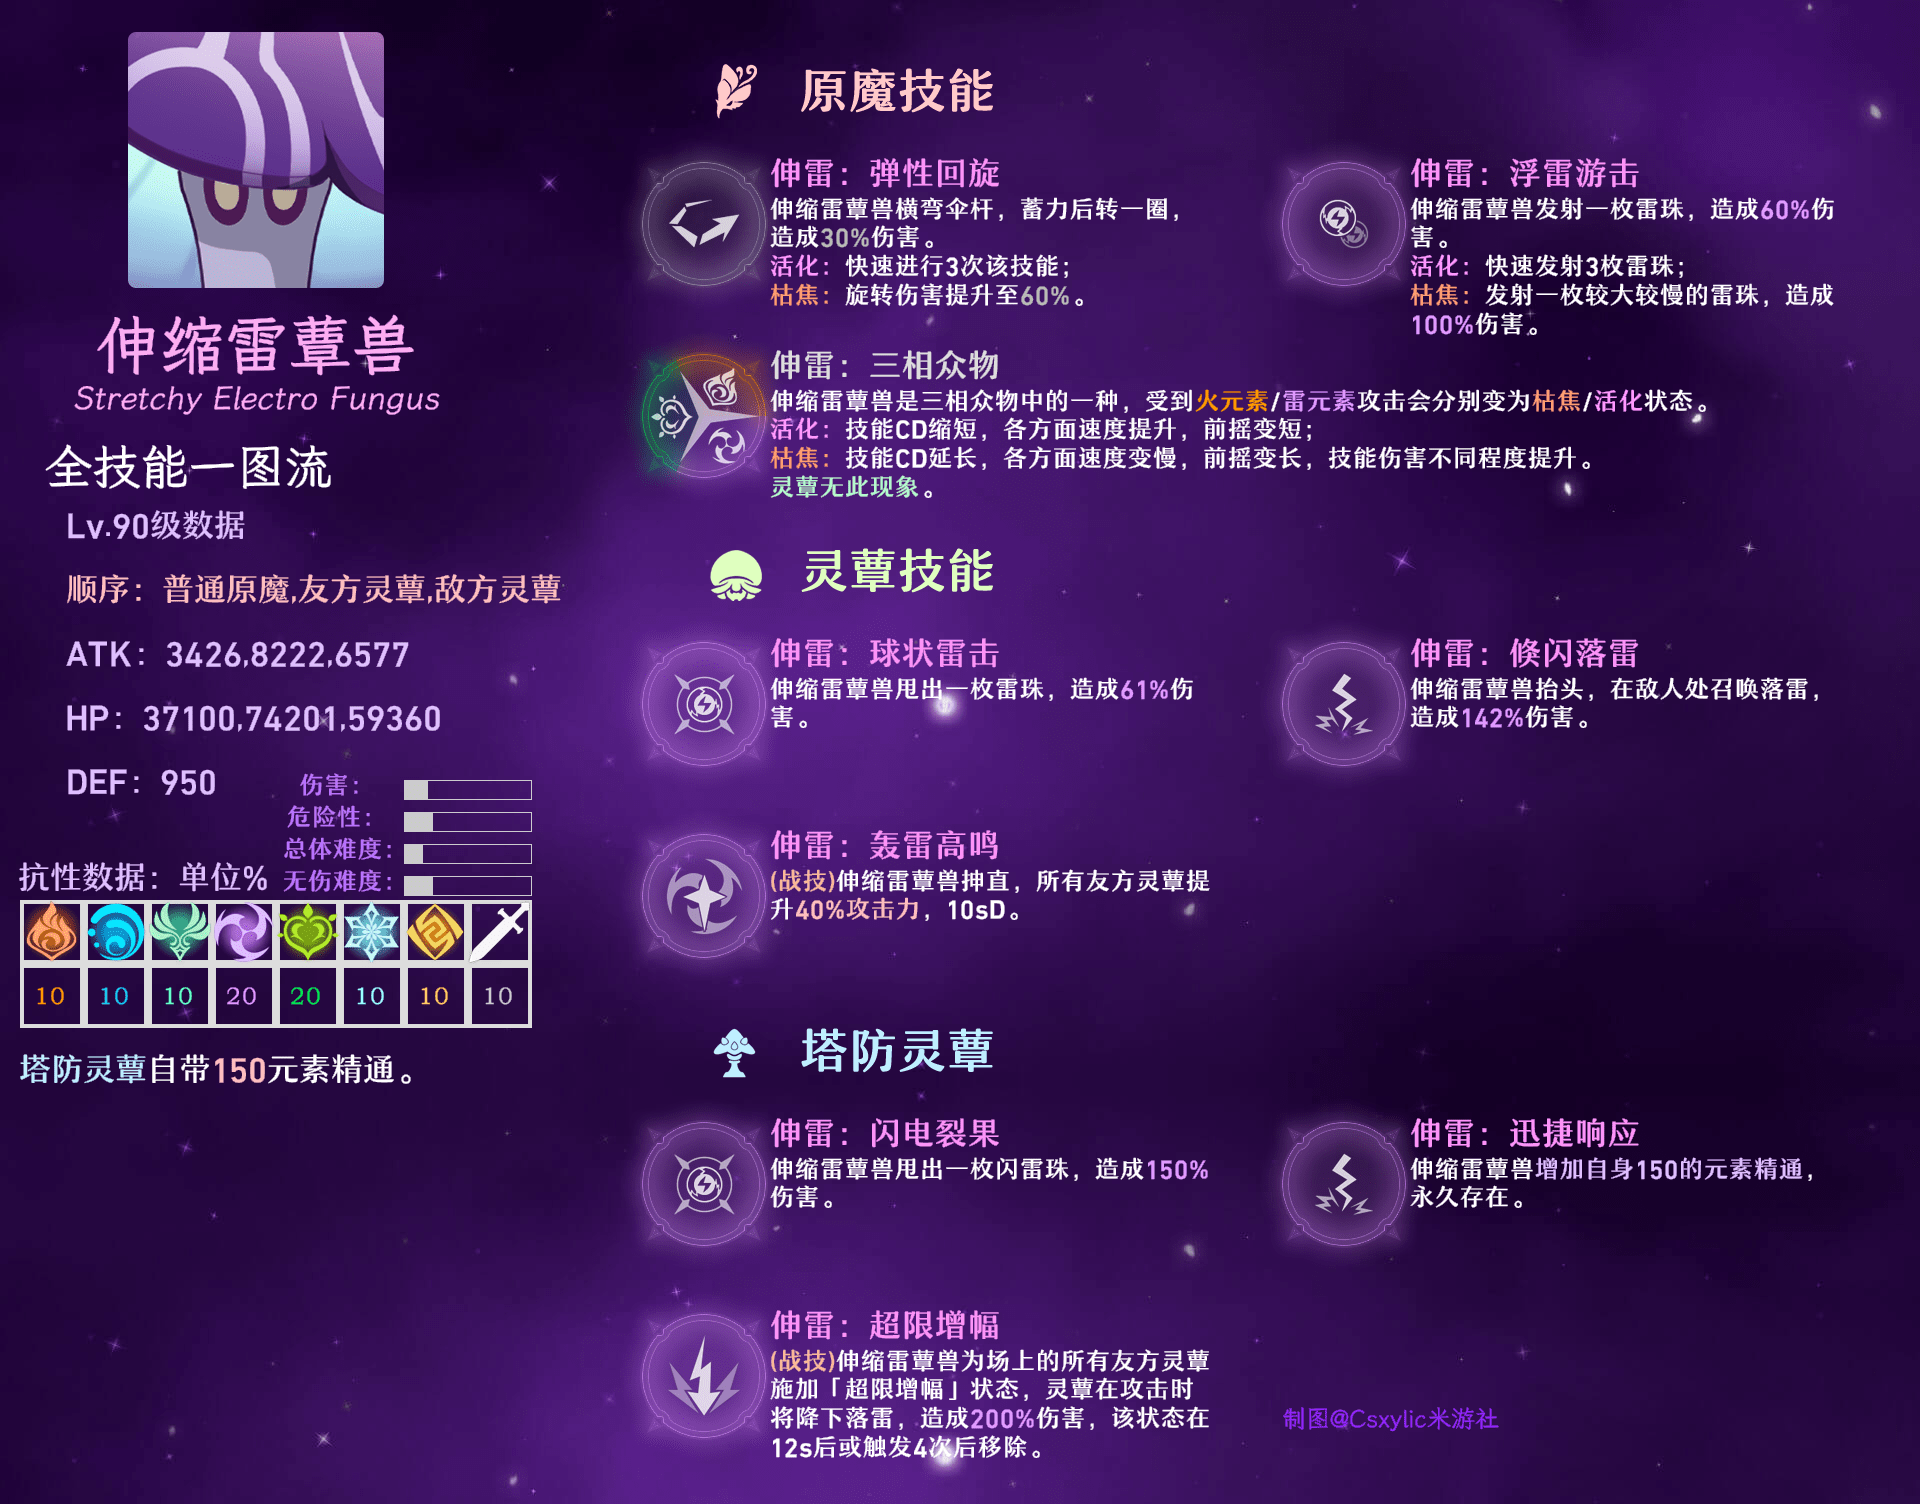 伸缩雷蕈兽
Stretchy Electro Fungus
全技能一图流
Lv.90级数据
顺序：普通原魔,友方灵蕈,敌方灵蕈
ATK：3426,8222,6577
HP：37100,74201,59360
DEF：950
伤害：
危险性：
总体难度：
无伤难度：
抗性数据：单位%
10 10 10 20 20 10 10 10
塔防灵蕈自带150元素精通。
原魔技能
伸雷：弹性回旋
伸缩雷蕈兽横弯伞杆，蓄力后转一圈，
造成30%伤害。
活化：快速进行3次该技能；
枯焦：旋转伤害提升至60%。
伸雷：浮雷游击
伸缩雷蕈兽发射一枚雷珠，造成60%伤
害。
活化：快速发射3枚雷珠；
枯焦：发射一枚较大较慢的雷珠，造成
100%伤害。
伸雷：三相众物
伸缩雷蕈兽是三相众物中的一种，受到火元素/雷元素攻击会分别变为枯焦/活化状态。
活化：技能CD缩短，各方面速度提升，前摇变短；
枯焦：技能CD延长，各方面速度变慢，前摇变长，技能伤害不同程度提升。
灵蕈无此现象。
灵蕈技能
伸雷：球状雷击
伸缩雷蕈兽甩出一枚雷珠，造成61%伤
害。
伸雷：倏闪落雷
伸缩雷蕈兽抬头，在敌人处召唤落雷，
造成142%伤害。
伸雷：轰雷高鸣
(战技)伸缩雷蕈兽抻直，所有友方灵蕈提
升40%攻击力，10sD。
塔防灵蕈
伸雷：闪电裂果
伸缩雷蕈兽甩出一枚闪雷珠，造成150%
伤害。
伸雷：迅捷响应
伸缩雷蕈兽增加自身150的元素精通，
永久存在。
伸雷：超限增幅
(战技)伸缩雷蕈兽为场上的所有友方灵蕈
施加「超限增幅」状态，灵蕈在攻击时
将降下落雷，造成200%伤害，该状态在
12s后或触发4次后移除。
制图@Csxylic米游社